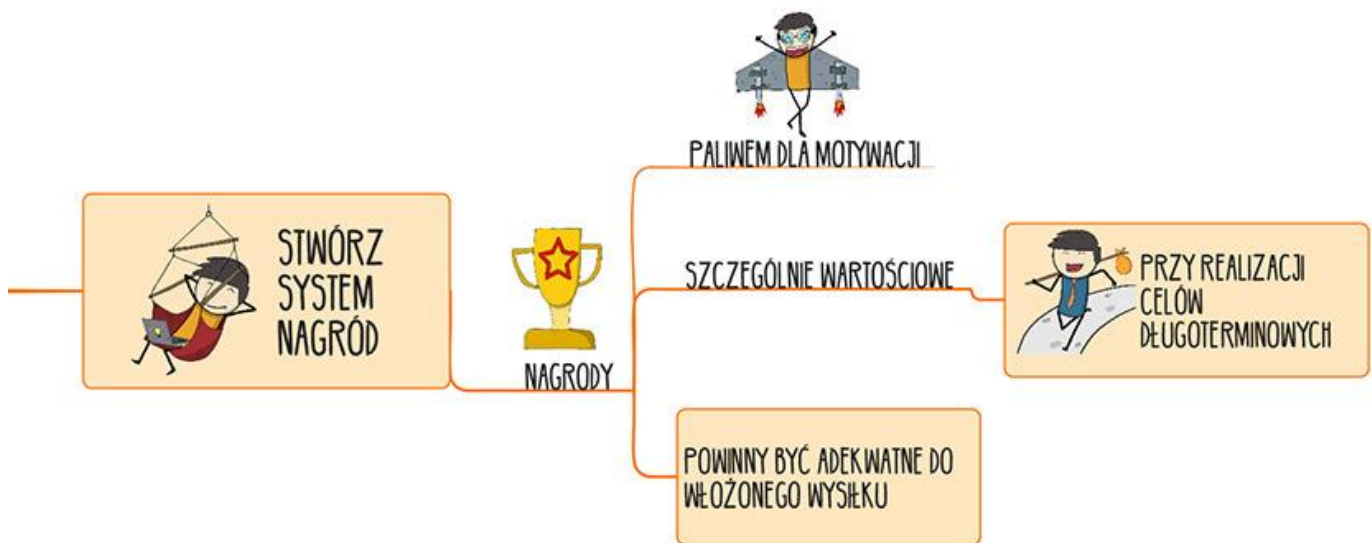 STWÓRZ
SYSTEM
NAGRÓD
NAGRODY
PALIWEM DLA MOTYWACJI
SZCZEGÓLNIE WARTOŚCIOWE
PRZY REALIZACJI
CELÓW
DŁUGOTERMINOWYCH
POWINNY BYĆ ADEKWATNE DO
WŁOŻONEGO WYSIŁKU